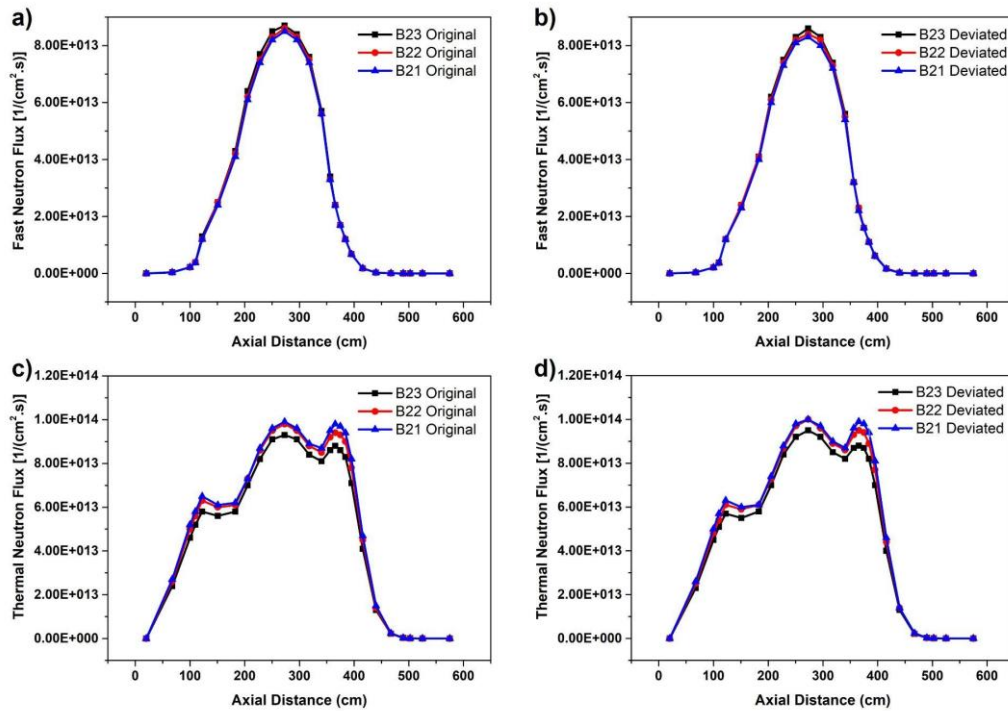 a)
8.00E+013
6.00E+013
4.00E+013
2.00E+013
0.00E+000
Fast Neutron Flux [1/(cm².s)]
B23 Original
B22 Original
B21 Original
0 100 200 300 400 500 600
Axial Distance (cm)
b)
8.00E+013
6.00E+013
4.00E+013
2.00E+013
0.00E+000
Fast Neutron Flux [1/(cm².s)]
B23 Deviated
B22 Deviated
B21 Deviated
0 100 200 300 400 500 600
Axial Distance (cm)
c)
1.20E+014
1.00E+014
8.00E+013
6.00E+013
4.00E+013
2.00E+013
0.00E+000
Thermal Neutron Flux [1/(cm².s)]
B23 Original
B22 Original
B21 Original
0 100 200 300 400 500 600
Axial Distance (cm)
d)
1.20E+014
1.00E+014
8.00E+013
6.00E+013
4.00E+013
2.00E+013
0.00E+000
Thermal Neutron Flux [1/(cm².s)]
B23 Deviated
B22 Deviated
B21 Deviated
0 100 200 300 400 500 600
Axial Distance (cm)